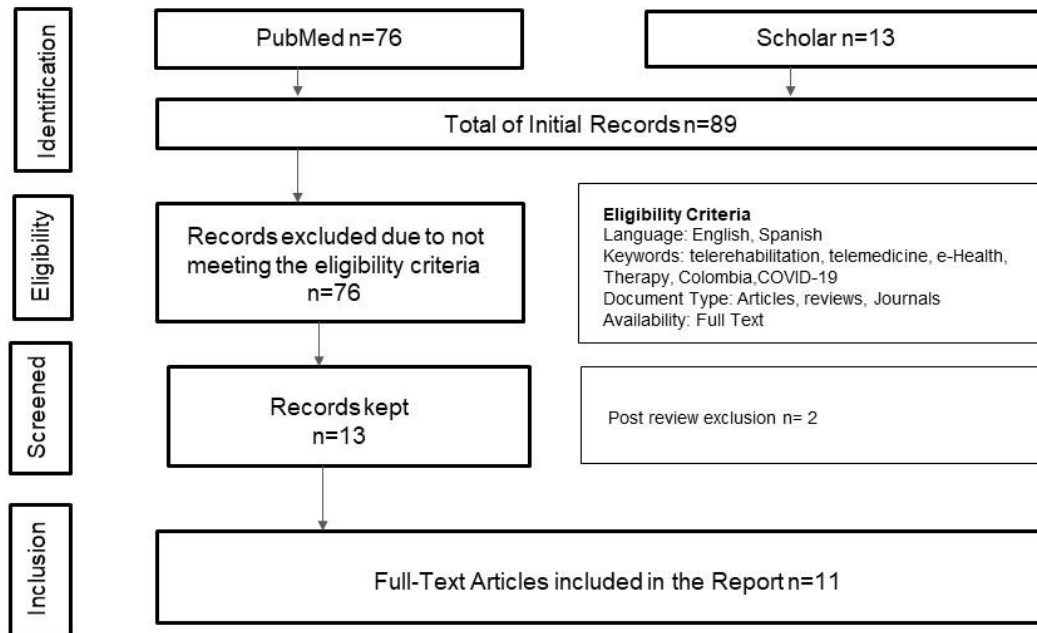 Identification
PubMed n=76
Scholar n=13
Total of Initial Records n=89
Eligibility
Records excluded due to not
meeting the eligibility criteria
n=76
Eligibility Criteria
Language: English, Spanish
Keywords: telerehabilitation, telemedicine, e-Health,
Therapy, Colombia,COVID-19
Document Type: Articles, reviews, Journals
Availability: Full Text
Screened
Records kept
n=13
Post review exclusion n= 2
Inclusion
Full-Text Articles included in the Report n=11